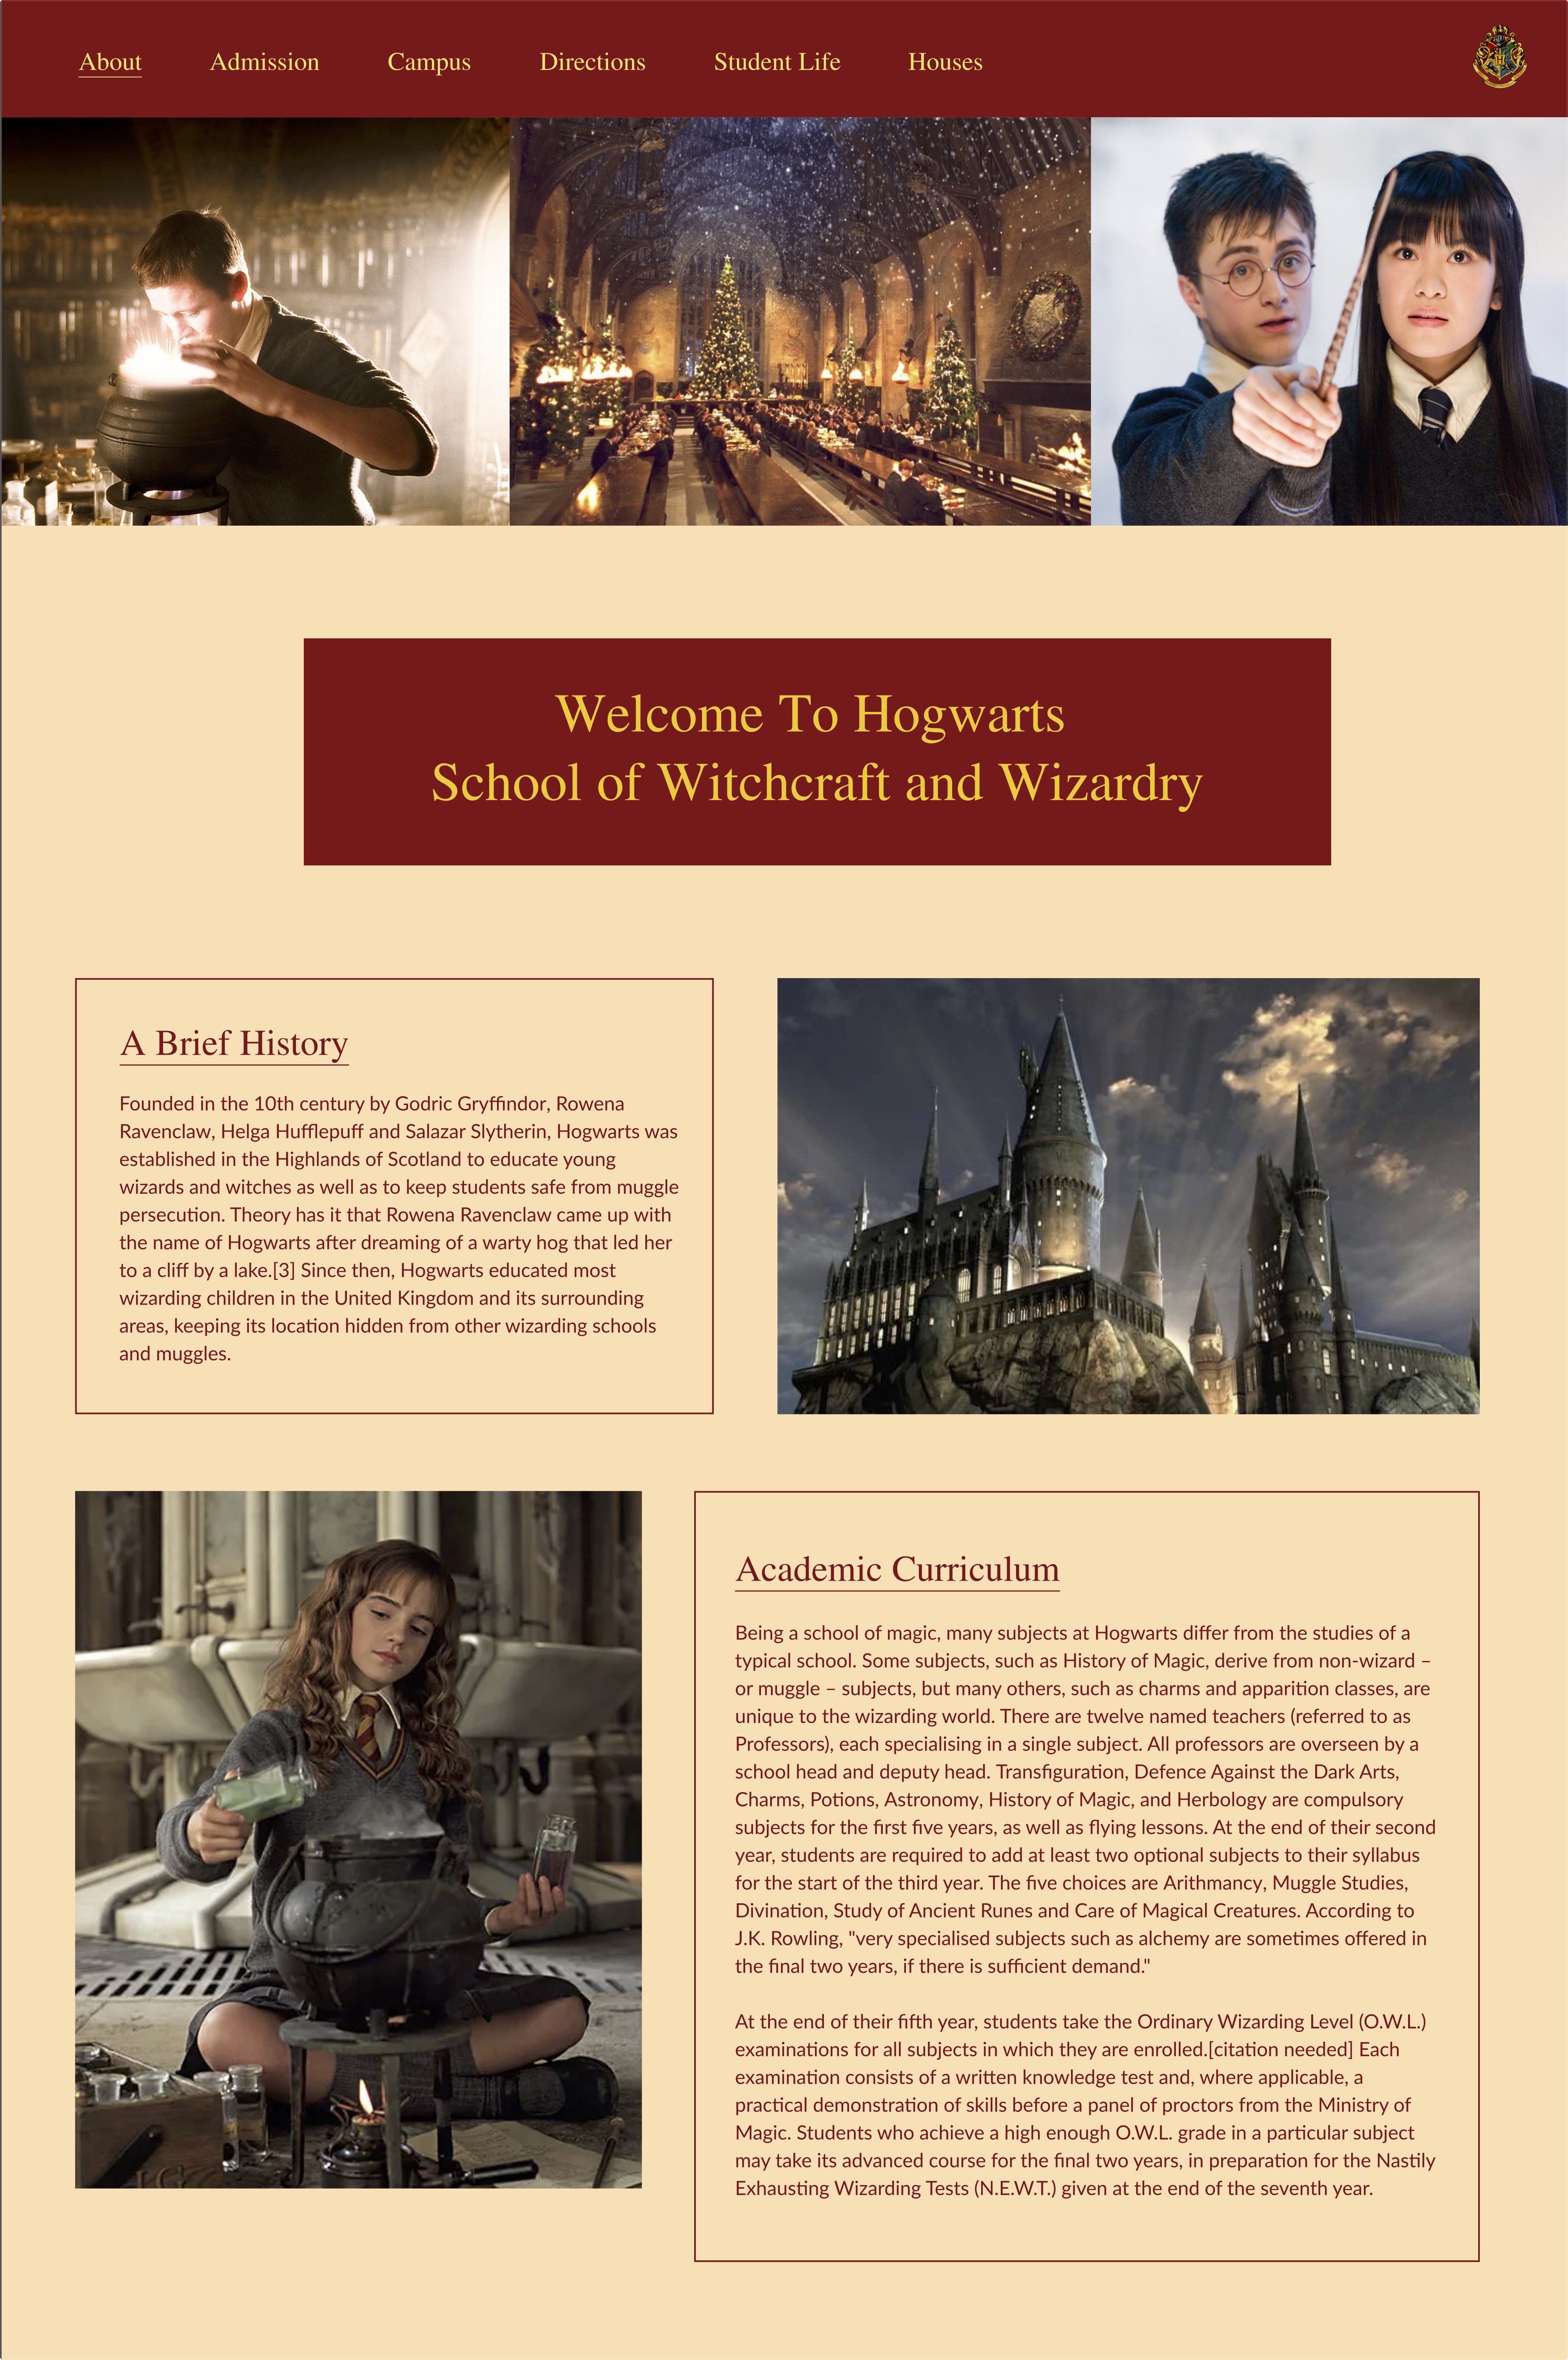 About Admission Campus Directions Student Life Houses
Welcome To Hogwarts
School of Witchcraft and Wizardry
A Brief History
Founded in the 10th century by Godric Gryffindor, Rowena
Ravenclaw, Helga Hufflepuff and Salazar Slytherin, Hogwarts was
established in the Highlands of Scotland to educate young
wizards and witches as well as to keep students safe from muggle
persecution. Theory has it that Rowena Ravenclaw came up with
the name of Hogwarts after dreaming of a warty hog that led her
to a cliff by a lake.[3] Since then, Hogwarts educated most
wizarding children in the United Kingdom and its surrounding
areas, keeping its location hidden from other wizarding schools
and muggles.
Academic Curriculum
Being a school of magic, many subjects at Hogwarts differ from the studies of a
typical school. Some subjects, such as History of Magic, derive from non-wizard –
or muggle – subjects, but many others, such as charms and apparition classes, are
unique to the wizarding world. There are twelve named teachers (referred to as
Professors), each specialising in a single subject. All professors are overseen by a
school head and deputy head. Transfiguration, Defence Against the Dark Arts,
Charms, Potions, Astronomy, History of Magic, and Herbology are compulsory
subjects for the first five years, as well as flying lessons. At the end of their second
year, students are required to add at least two optional subjects to their syllabus
for the start of the third year. The five choices are Arithmancy, Muggle Studies,
Divination, Study of Ancient Runes and Care of Magical Creatures. According to
J.K. Rowling, "very specialised subjects such as alchemy are sometimes offered in
the final two years, if there is sufficient demand."
At the end of their fifth year, students take the Ordinary Wizarding Level (O.W.L.)
examinations for all subjects in which they are enrolled.[citation needed] Each
examination consists of a written knowledge test and, where applicable, a
practical demonstration of skills before a panel of proctors from the Ministry of
Magic. Students who achieve a high enough O.W.L. grade in a particular subject
may take its advanced course for the final two years, in preparation for the Nastily
Exhausting Wizarding Tests (N.E.W.T.) given at the end of the seventh year.